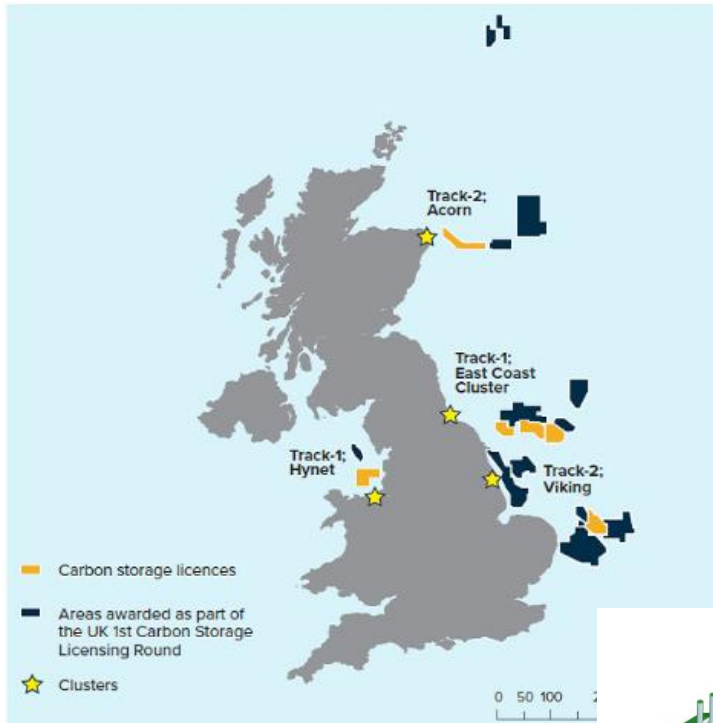 Track-2;
Acorn
Track-1;
East Coast
Cluster
Track-1;
Hynet
Track-2;
Viking
Carbon storage licences
Areas awarded as part of
the UK 1st Carbon Storage
Licensing Round
Clusters
0 50 100